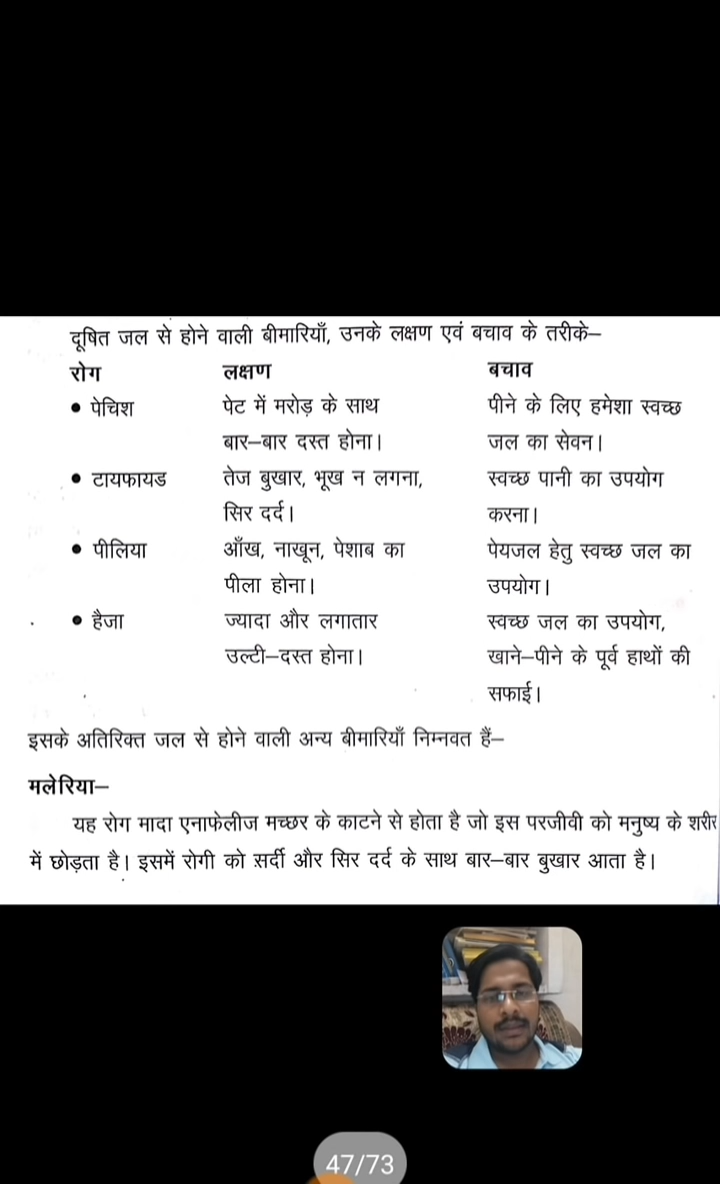 दूषित जल से होने वाली बीमारियाँ, उनके लक्षण एवं बचाव के तरीके–
रोग लक्षण बचाव
• पेचिश पेट में मरोड़ के साथ पीने के लिए हमेशा स्वच्छ
बार–बार दस्त होना। जल का सेवन।
• टायफायड तेज बुखार, भूख न लगना, स्वच्छ पानी का उपयोग
सिर दर्द। करना।
• पीलिया आँख, नाखून, पेशाब का पेयजल हेतु स्वच्छ जल का
पीला होना। उपयोग।
• हैजा ज्यादा और लगातार स्वच्छ जल का उपयोग,
उल्टी–दस्त होना। खाने–पीने के पूर्व हाथों की
सफाई।
इसके अतिरिक्त जल से होने वाली अन्य बीमारियाँ निम्नवत हैं–
मलेरिया–
यह रोग मादा एनाफेलीज मच्छर के काटने से होता है जो इस परजीवी को मनुष्य के शरीर
में छोड़ता है। इसमें रोगी को सर्दी और सिर दर्द के साथ बार–बार बुखार आता है।
47/73